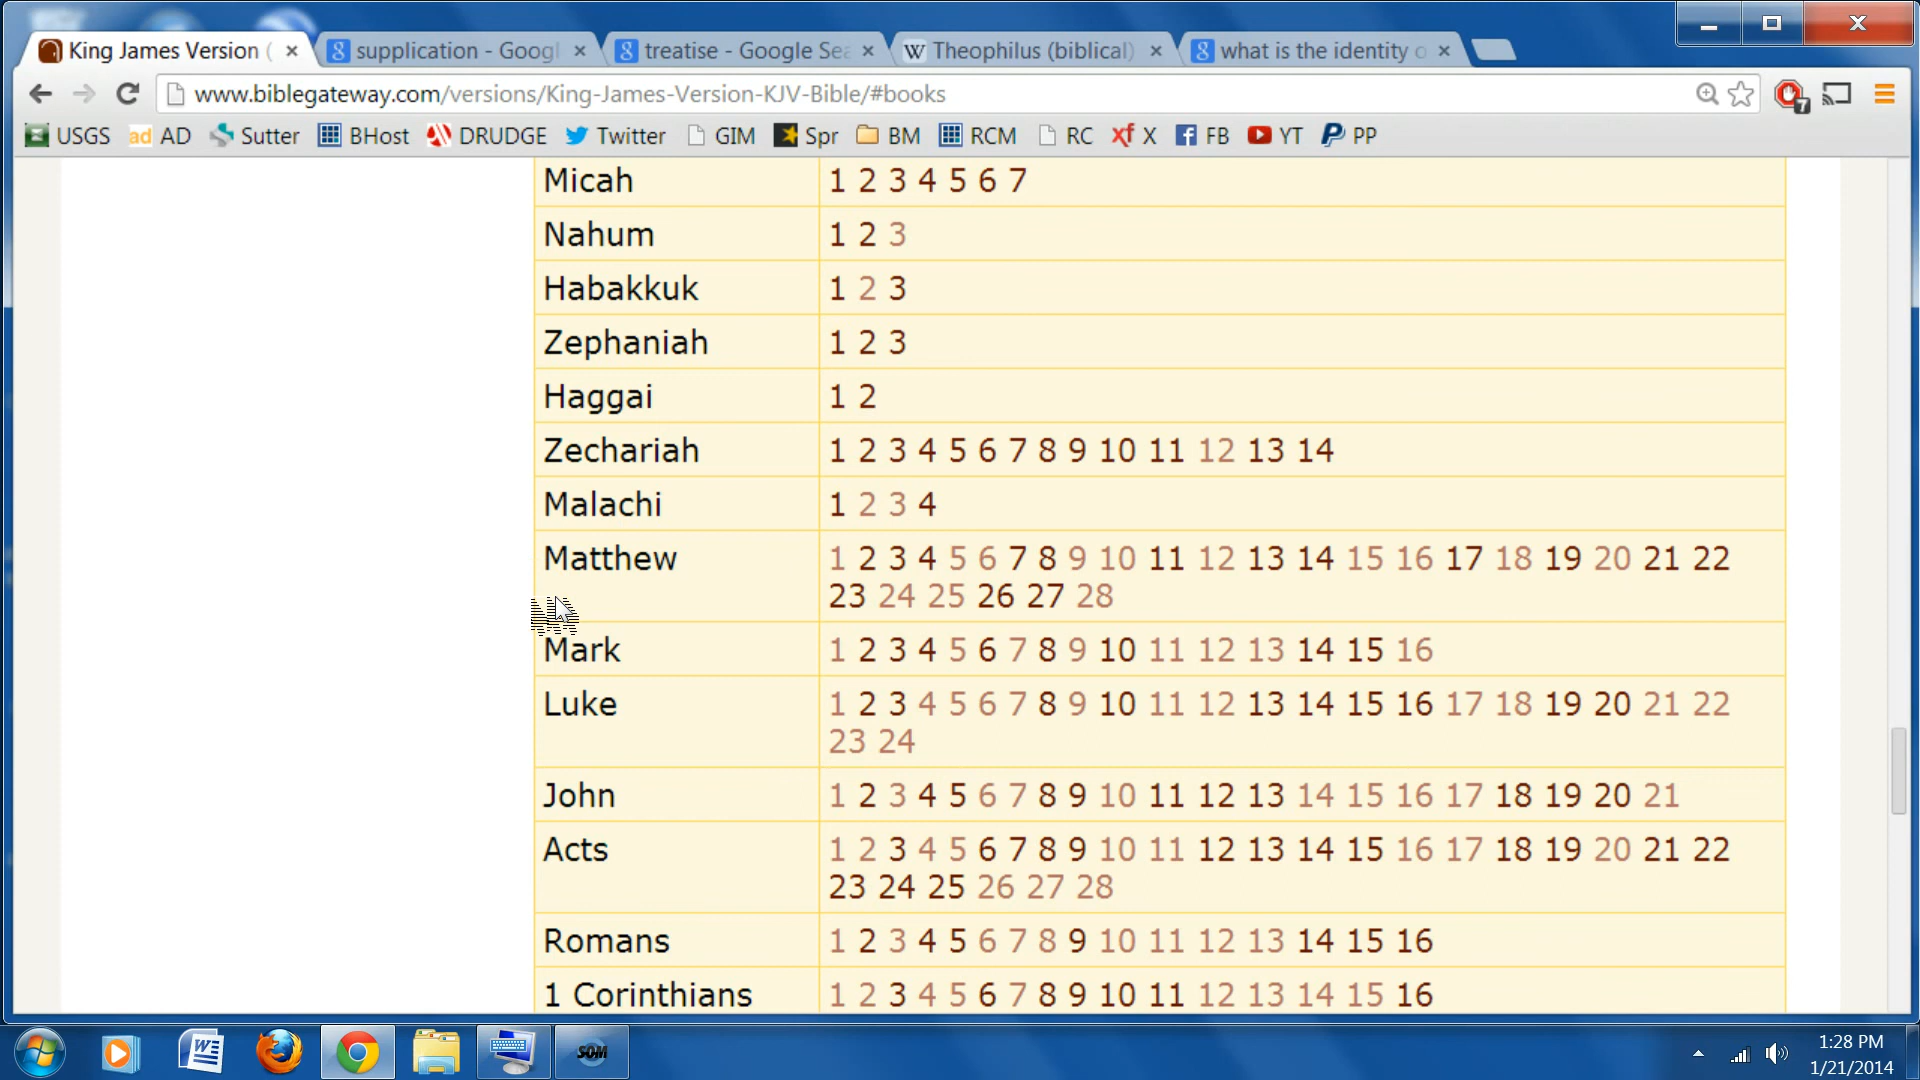 King James Version (
supplication - Googl
treatise - Google Sea
W Theophilus (biblical)
what is the identity o
www.biblegateway.com/versions/King-James-Version-KJV-Bible/#books
7
USGS
ad AD
Sutter
BHost
DRUDGE
Twitter
GIM
Spr
BM
RCM
RC
X
FB
YT
PP
Micah 1 2 3 4 5 6 7
Nahum 1 2 3
Habakkuk 1 2 3
Zephaniah 1 2 3
Haggai 1 2
Zechariah 1 2 3 4 5 6 7 8 9 10 11 12 13 14
Malachi 1 2 3 4
Matthew 1 2 3 4 5 6 7 8 9 10 11 12 13 14 15 16 17 18 19 20 21 22
23 24 25 26 27 28
Mark 1 2 3 4 5 6 7 8 9 10 11 12 13 14 15 16
Luke 1 2 3 4 5 6 7 8 9 10 11 12 13 14 15 16 17 18 19 20 21 22
23 24
John 1 2 3 4 5 6 7 8 9 10 11 12 13 14 15 16 17 18 19 20 21
Acts 1 2 3 4 5 6 7 8 9 10 11 12 13 14 15 16 17 18 19 20 21 22
23 24 25 26 27 28
Romans 1 2 3 4 5 6 7 8 9 10 11 12 13 14 15 16
1 Corinthians 1 2 3 4 5 6 7 8 9 10 11 12 13 14 15 16
SOM
1:28 PM
1/21/2014